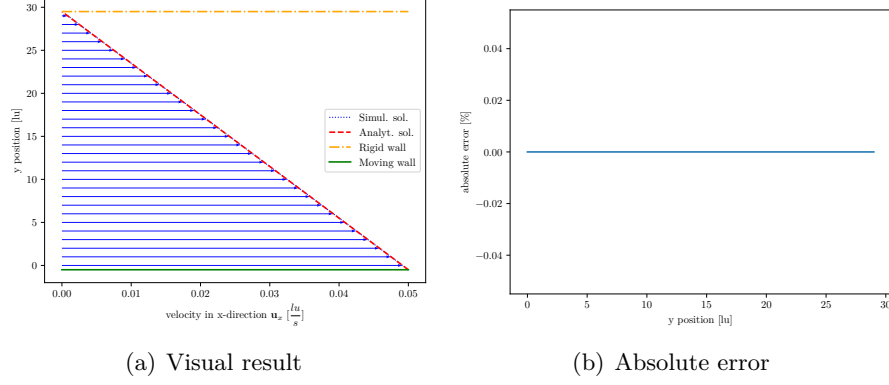 30
25
20
15
10
5
0
y position [lu]
Simul. sol.
Analyt. sol.
Rigid wall
Moving wall
0.00 0.01 0.02 0.03 0.04 0.05
velocity in x-direction u_x [lu/s]
(a) Visual result
0.04
0.02
0.00
−0.02
−0.04
absolute error [%]
0 5 10 15 20 25 30
y position [lu]
(b) Absolute error